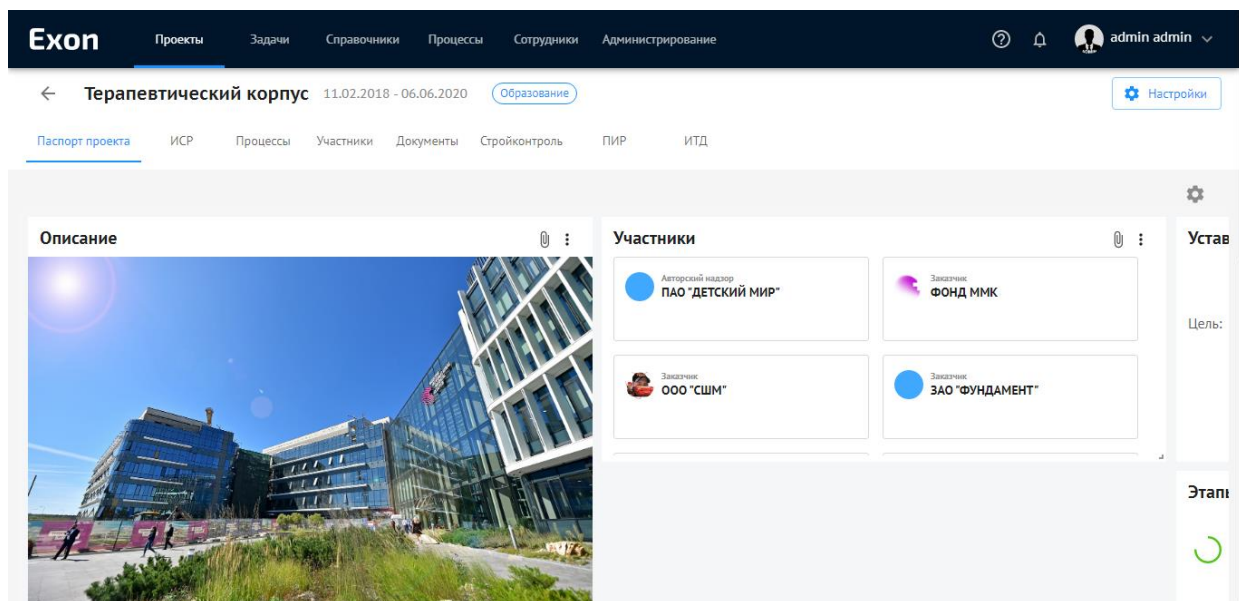 Exon
Проекты Задачи Справочники Процессы Сотрудники Администрирование
admin admin
Терапевтический корпус 11.02.2018 - 06.06.2020 Образование
Настройки
Паспорт проекта ИСР Процессы Участники Документы Стройконтроль ПИР ИТД
Описание
Участники
Устав
Авторский надзор
ПАО "ДЕТСКИЙ МИР"
Заказчик
ФОНД ММК
Цель:
Заказчик
ООО "СШМ"
Заказчик
ЗАО "ФУНДАМЕНТ"
Этапы